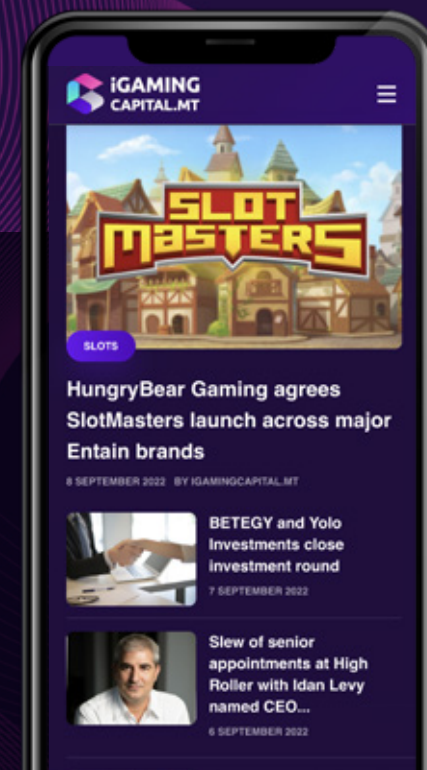 iGAMING
CAPITAL.MT
SLOT
MASTERS
SLOTS
HungryBear Gaming agrees
SlotMasters launch across major
Entain brands
8 SEPTEMBER 2022 BY IGAMINGCAPITAL.MT
BETEGY and Yolo
Investments close
investment round
7 SEPTEMBER 2022
Slew of senior
appointments at High
Roller with Idan Levy
named CEO...
6 SEPTEMBER 2022